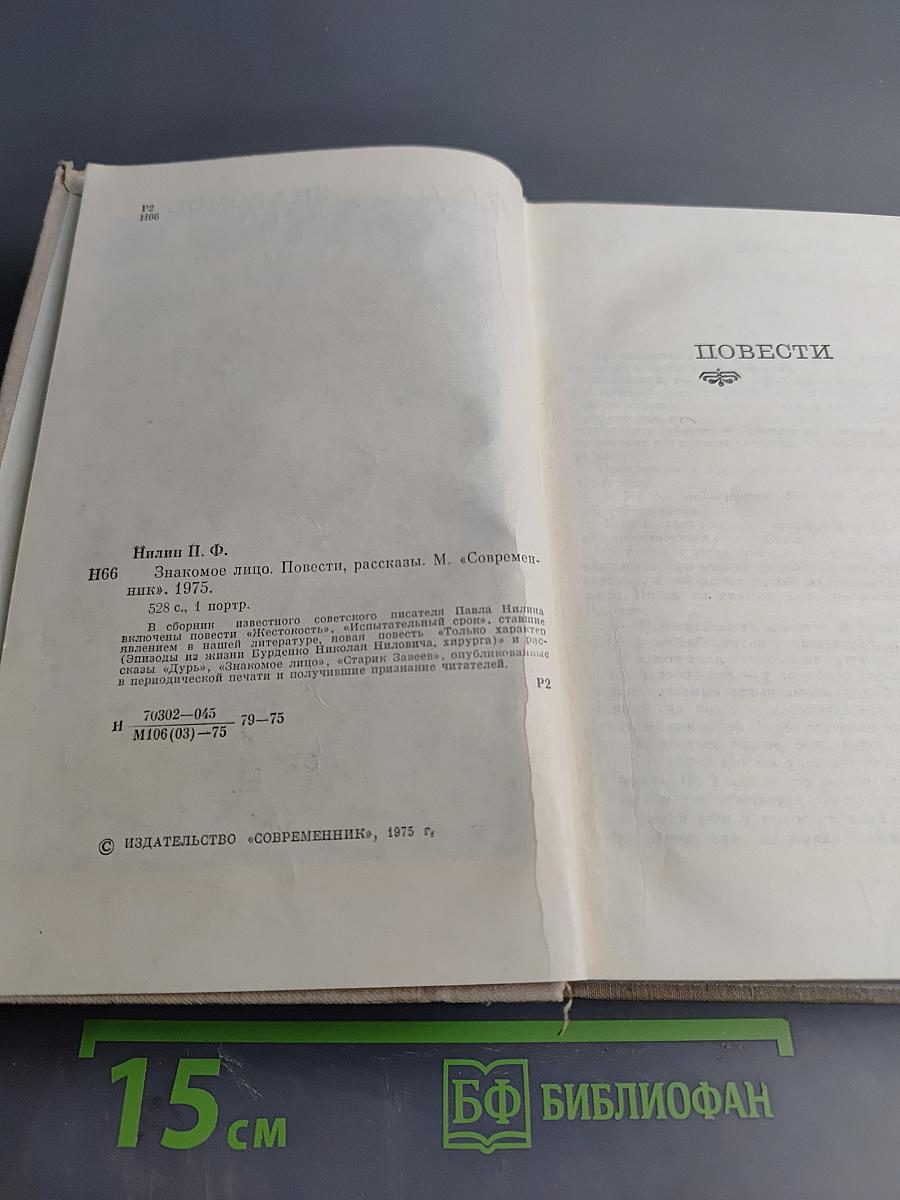 Р2
Н66
Нилин П. Ф.
Н66 Знакомое лицо. Повести, рассказы. М. «Современ-
ник». 1975.
528 с., 1 портр.
В сборник известного советского писателя Павла Нилина
включены повести «Жестокость», «Испытательный срок», ставшие
явлением в нашей литературе, новая повесть «Только характер
(Эпизоды из жизни Бурденко Николая Ниловича, хирурга)» и рас-
сказы «Дурь», «Знакомое лицо», «Старик Завеев», опубликованные
в периодической печати и получившие признание читателей.
Р2
Н 70302—045
М106(03)—75 79—75
© ИЗДАТЕЛЬСТВО «СОВРЕМЕННИК», 1975 г.
ПОВЕСТИ
15 см
БФ БИБЛИОФАН